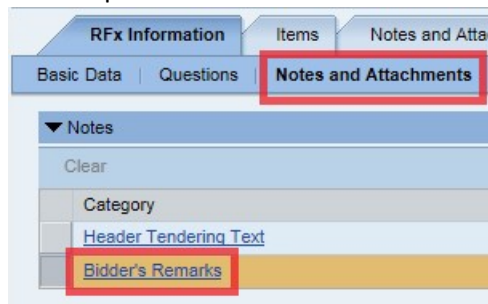 RFx Information Items Notes and Atta
Basic Data Questions Notes and Attachments
Notes
Clear
Category
Header Tendering Text
Bidder's Remarks